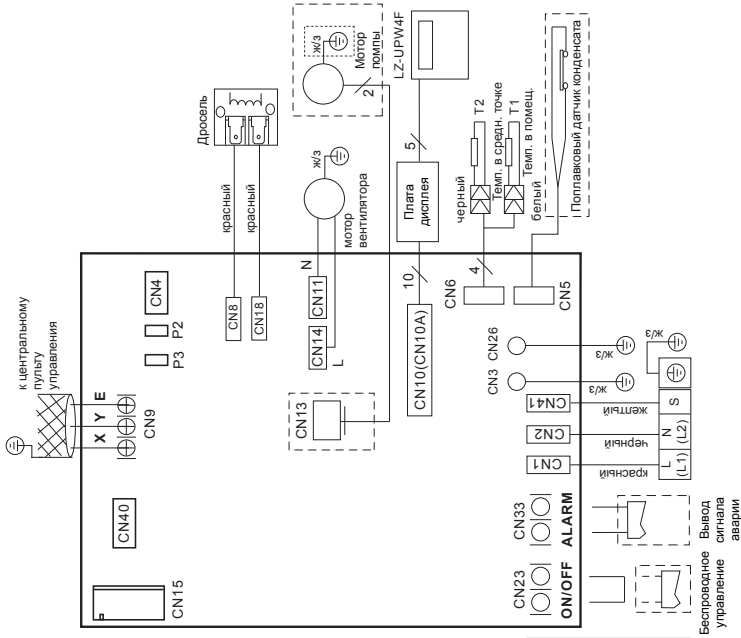 к центральному
пульту
управления
X Y E
CN9
CN40
CN15
P3
P2
CN4
CN8
CN18
красный
красный
Дросель
CN14
CN11
N
L
мотор
вентилятора
ж/з
CN13
ж/з
Мотор
помпы
2
CN10(CN10A)
10
Плата
дисплея
5
LZ-UPW4F
CN6
4
черный
T2
Темп. в средн. точке
T1
Темп. в помещ.
белый
CN5
Поплавковый датчик конденсата
CN3
CN26
ж/з
ж/з
ж/з
CN1
CN2
CN41
красный
черный
желтый
L
(L1)
N
(L2)
S
CN23
ON/OFF
CN33
ALARM
Беспроводное
управление
Вывод
сигнала
аварии